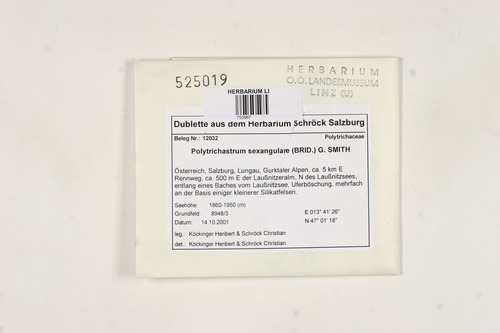 525019
HERBARIUM
O.Ö. LANDESMUSEUM
LINZ
HERBARIUM LI
Dublette aus dem Herbarium Schröck Salzburg
Beleg Nr.: 12032 Polytrichaceae
Polytrichastrum sexangulare (BRID.) G. SMITH
Österreich, Salzburg, Lungau, Gurktaler Alpen, ca. 5 km E
Rennweg, ca. 500 m E der Laußnitzeralm, N des Laußnitzsees,
entlang eines Baches vom Laußnitzsee, Uferböschung, mehrfach
an der Basis einiger kleinerer Silikatfelsen.
Seehöhe: 1860-1950 (m)
Grundfeld: 8948/3 E 013° 41' 26"
Datum: 14.10.2001 N 47° 01' 18"
leg.: Köckinger Heribert & Schröck Christian
det.: Köckinger Heribert & Schröck Christian